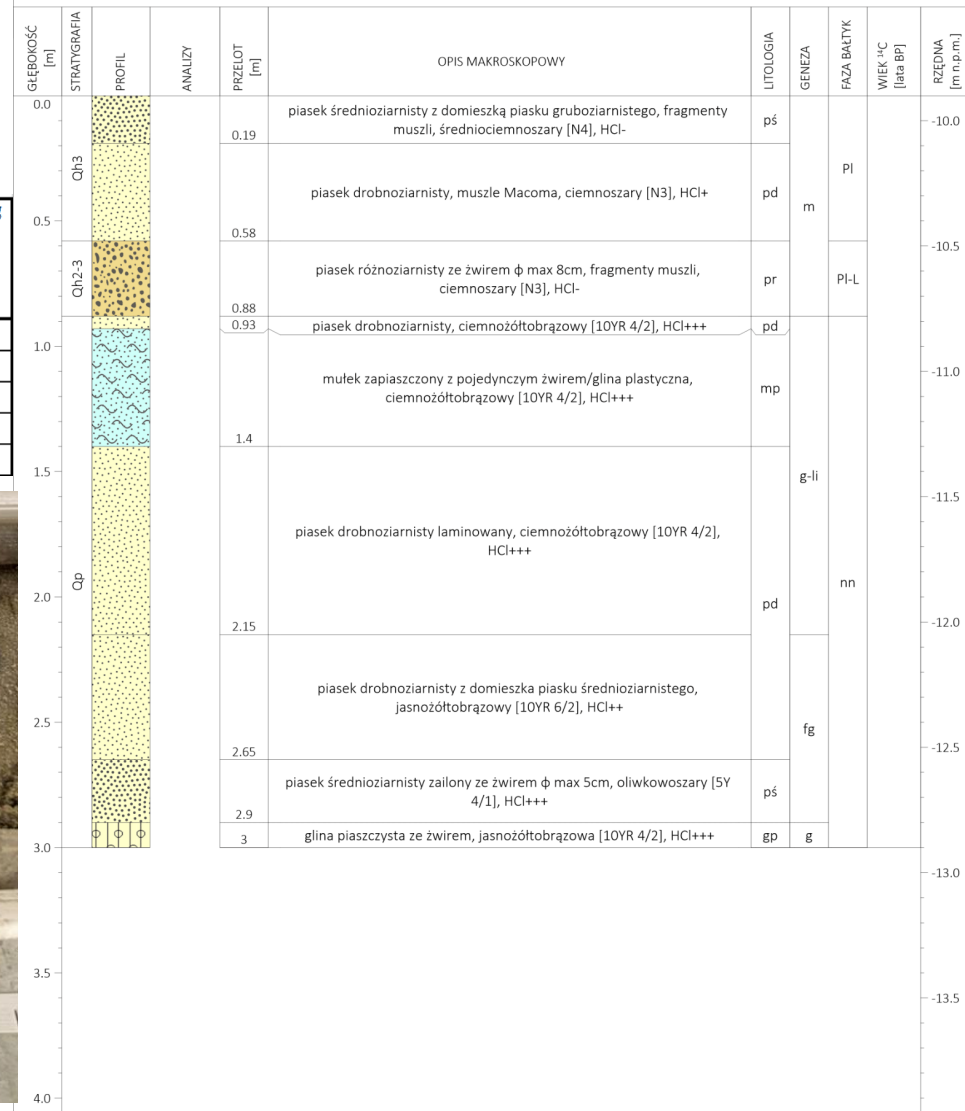 GŁĘBOKOŚĆ
[m]
STRATYGRAFIA
PROFIL
ANALIZY
PRZELOT
[m]
OPIS MAKROSKOPOWY
LITOLOGIA
GENEZA
FAZA BAŁTYK
WIEK ¹⁴C
[lata BP]
RZĘDNA
[m n.p.m.]
0.0
piasek średnioziarnisty z domieszką piasku gruboziarnistego, fragmenty
muszli, średniociemnoszary [N4], HCl-
pś
-10.0
0.19
Qh3
piasek drobnoziarnisty, muszle Macoma, ciemnoszary [N3], HCl+
pd
m
Pl
0.5
0.58
-10.5
Qh2-3
piasek różnoziarnisty ze żwirem ϕ max 8cm, fragmenty muszli,
ciemnoszary [N3], HCl-
pr
Pl-L
0.88
0.93
piasek drobnoziarnisty, ciemnożółtobrązowy [10YR 4/2], HCl+++
pd
1.0
-11.0
mułek zapiaszczony z pojedynczym żwirem/glina plastyczna,
ciemnożółtobrązowy [10YR 4/2], HCl+++
mp
1.4
1.5
g-li
-11.5
piasek drobnoziarnisty laminowany, ciemnożółtobrązowy [10YR 4/2],
HCl+++
Qp
nn
2.0
pd
-12.0
2.15
piasek drobnoziarnisty z domieszka piasku średnioziarnistego,
jasnożółtobrązowy [10YR 6/2], HCl++
fg
2.5
-12.5
2.65
piasek średnioziarnisty zailony ze żwirem ϕ max 5cm, oliwkowoszary [5Y
4/1], HCl+++
pś
2.9
3
glina piaszczysta ze żwirem, jasnożółtobrązowa [10YR 4/2], HCl+++
gp
g
3.0
-13.0
3.5
-13.5
4.0